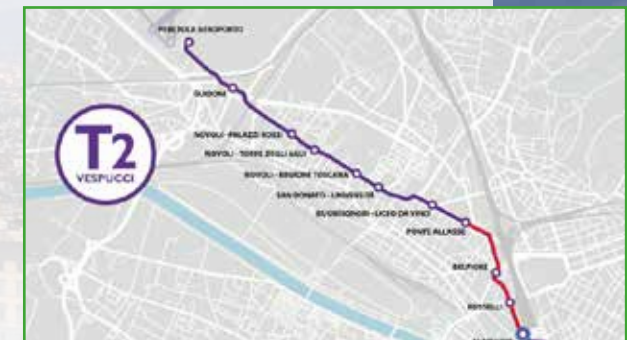 PERETOLA AEROPORTO
GUIDONI
T2
VESPUCCI
NOVOLI - PALAZZI ROSSI
NOVOLI - TORRE DEGLI AGLI
NOVOLI - REGIONE TOSCANA
SAN DONATO - UNIVERSITÀ
BUONSIGNORI - LICEO DA VINCI
PONTE ALL'ASSE
BELFIORE
ROSSELLI